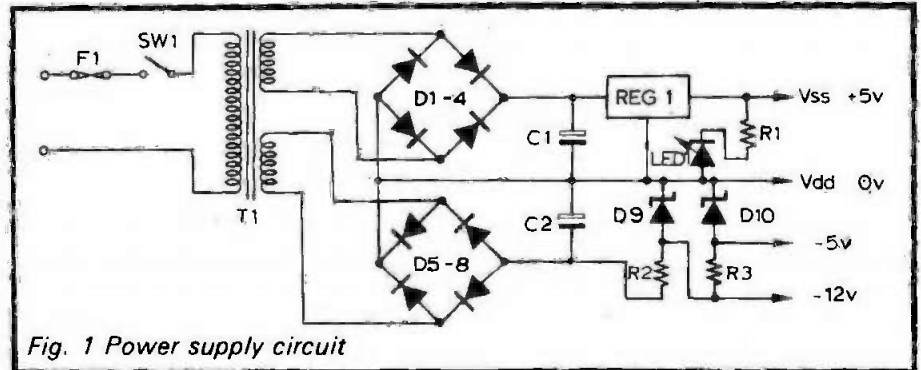 F1
SW1
T1
D1-4
D5-8
C1
C2
REG 1
LED
R1
D9
D10
R2
R3
Vss +5v
Vdd 0v
-5v
-12v
Fig. 1 Power supply circuit